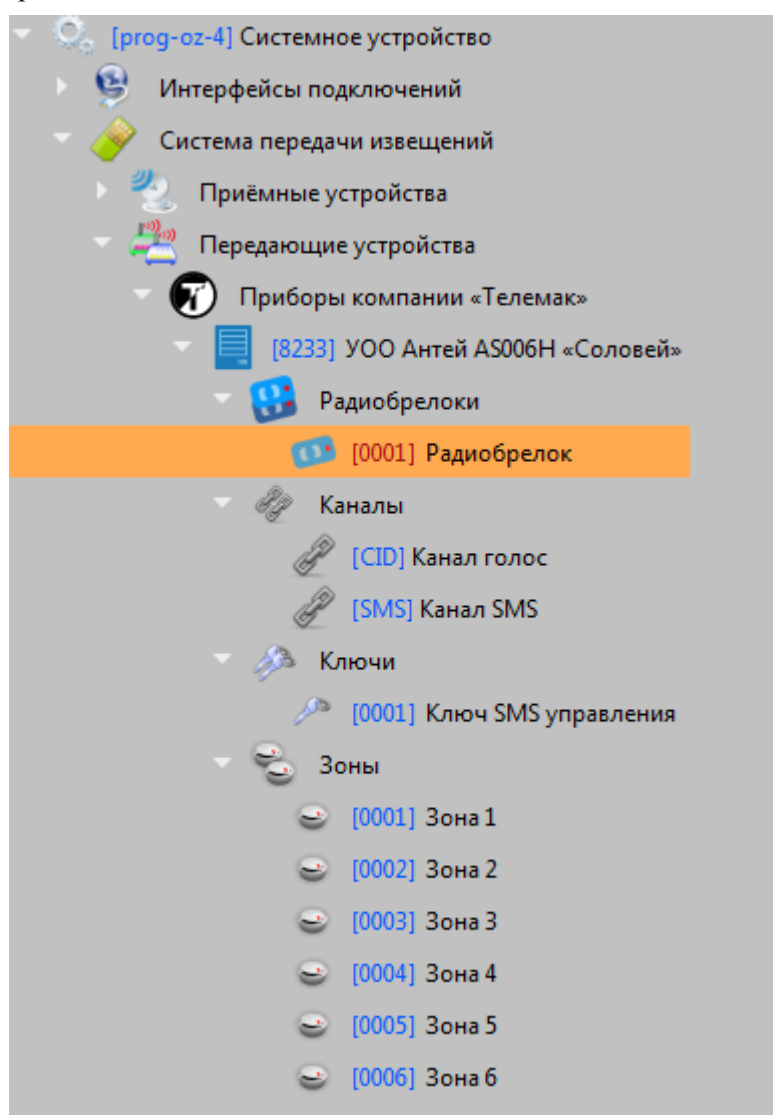 [prog-oz-4] Системное устройство
Интерфейсы подключений
Система передачи извещений
Приёмные устройства
Передающие устройства
Приборы компании «Телемак»
[8233] УОО Антей AS006H «Соловей»
Радиобрелоки
[0001] Радиобрелок
Каналы
[CID] Канал голос
[SMS] Канал SMS
Ключи
[0001] Ключ SMS управления
Зоны
[0001] Зона 1
[0002] Зона 2
[0003] Зона 3
[0004] Зона 4
[0005] Зона 5
[0006] Зона 6